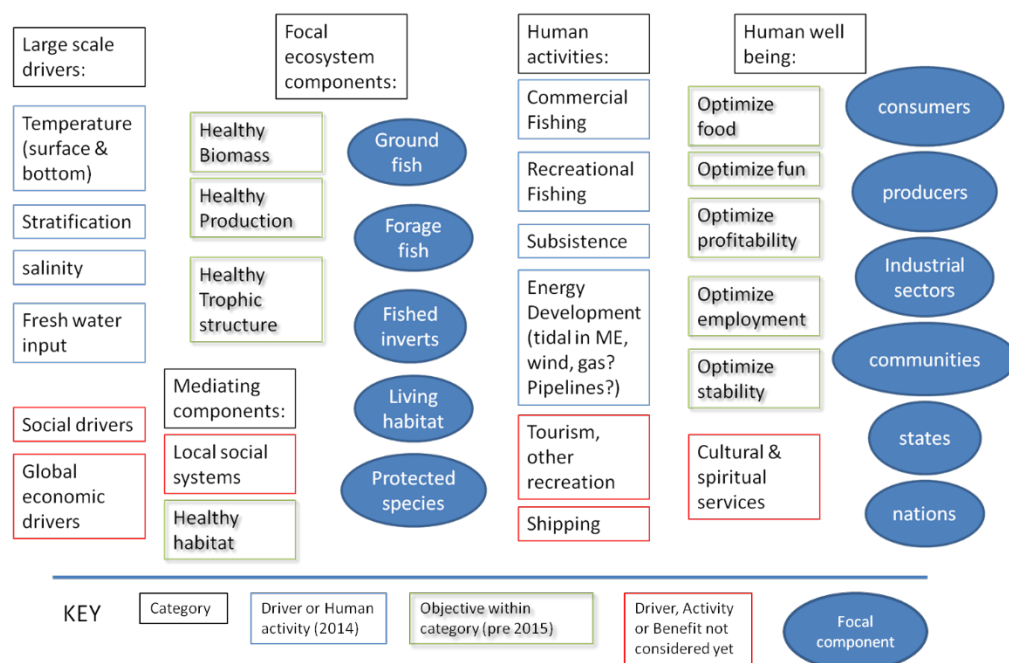 Large scale
drivers:
Temperature
(surface &
bottom)
Stratification
salinity
Fresh water
input
Social drivers
Global
economic
drivers
Focal
ecosystem
components:
Healthy
Biomass
Healthy
Production
Healthy
Trophic
structure
Mediating
components:
Local social
systems
Healthy
habitat
Ground
fish
Forage
fish
Fished
inverts
Living
habitat
Protected
species
Human
activities:
Commercial
Fishing
Recreational
Fishing
Subsistence
Energy
Development
(tidal in ME,
wind, gas?
Pipelines?)
Tourism,
other
recreation
Shipping
Human well
being:
Optimize
food
Optimize fun
Optimize
profitability
Optimize
employment
Optimize
stability
Cultural &
spiritual
services
consumers
producers
Industrial
sectors
communities
states
nations
KEY
Category
Driver or Human
activity (2014)
Objective within
category (pre 2015)
Driver, Activity
or Benefit not
considered yet
Focal
component